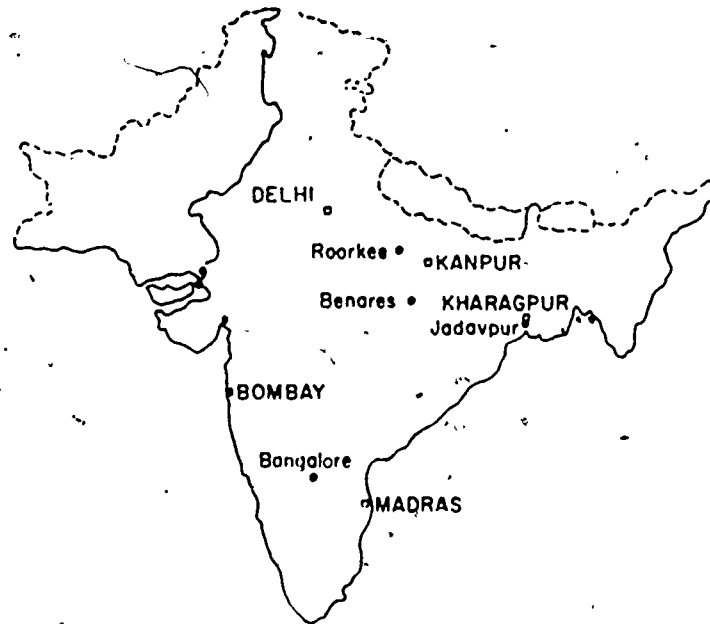 DELHI
Roorkee
KANPUR
Benares
KHARAGPUR
Jadavpur
BOMBAY
Bangalore
MADRAS